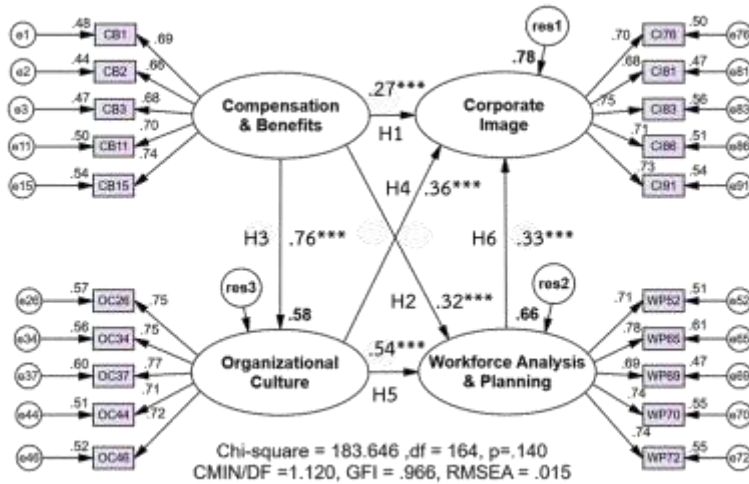 e1 .48 CB1 .69
e2 .44 CB2 .66
e3 .47 CB3 .68
e11 .50 CB11 .70
e15 .54 CB15 .74
Compensation
& Benefits
.27***
H1
res1
.78
Corporate
Image
.70 CI76 .50 e76
.68 CI81 .47 e81
.75 CI83 .56 e83
.71 CI86 .51 e86
.73 CI91 .54 e91
H3 .76***
H4
.36***
H6 .33***
H2 .32***
e26 .57 OC26 .75
e34 .56 OC34 .75
e37 .60 OC37 .77
e44 .51 OC44 .71
e46 .52 OC46 .72
res3
.58
Organizational
Culture
.54***
H5
res2
.66
Workforce Analysis
& Planning
.71 WP52 .51 e52
.78 WP65 .61 e65
.69 WP69 .47 e69
.74 WP70 .55 e70
.74 WP72 .55 e72
Chi-square = 183.646 ,df = 164, p=.140
CMIN/DF =1.120, GFI = .966, RMSEA = .015